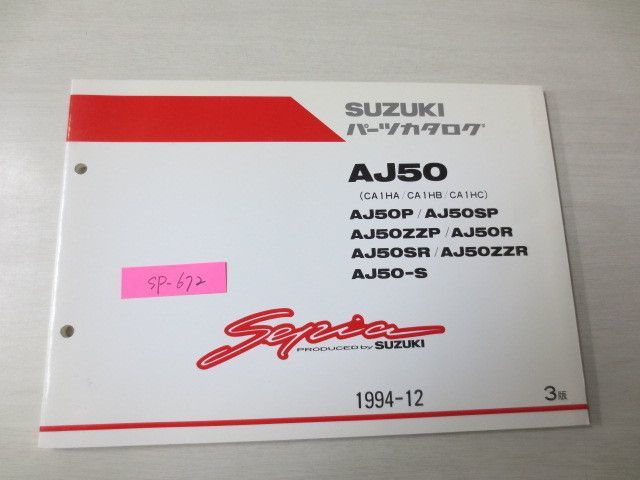 SUZUKI
パーツカタログ
AJ50
(CA1HA/CA1HB/CA1HC)
AJ50P/AJ50SP
AJ50ZZP/AJ50R
AJ50SR/AJ50ZZR
AJ50-S
SP-672
Sepia
PRODUCED by SUZUKI
1994-12
3版